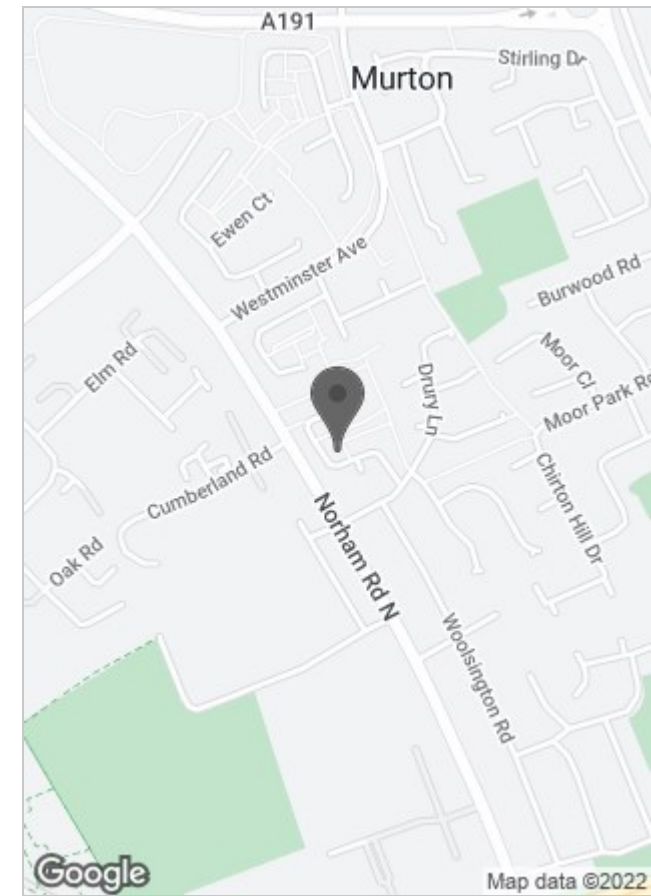 A191
Stirling Dr
Murton
Ewen Ct
Westminster Ave
Burwood Rd
Elm Rd
Moor Cl
Drury Ln
Moor Park Rd
Cumberland Rd
Chirton Hill Dr
Norham Rd N
Oak Rd
Woolsington Rd
Google
Map data ©2022